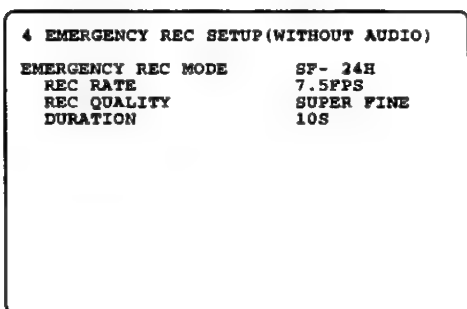 4 EMERGENCY REC SETUP(WITHOUT AUDIO)
EMERGENCY REC MODE SF- 24H
REC RATE 7.5FPS
REC QUALITY SUPER FINE
DURATION 10S